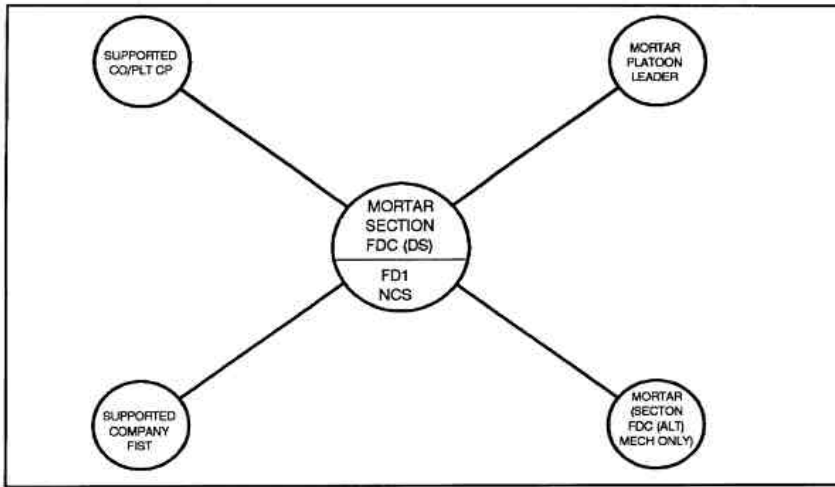 SUPPORTED
CO/PLT CP
MORTAR
PLATOON
LEADER
MORTAR
SECTION
FDC (DS)
FD1
NCS
SUPPORTED
COMPANY
FIST
MORTAR
(SECTON
FDC (ALT)
MECH ONLY)